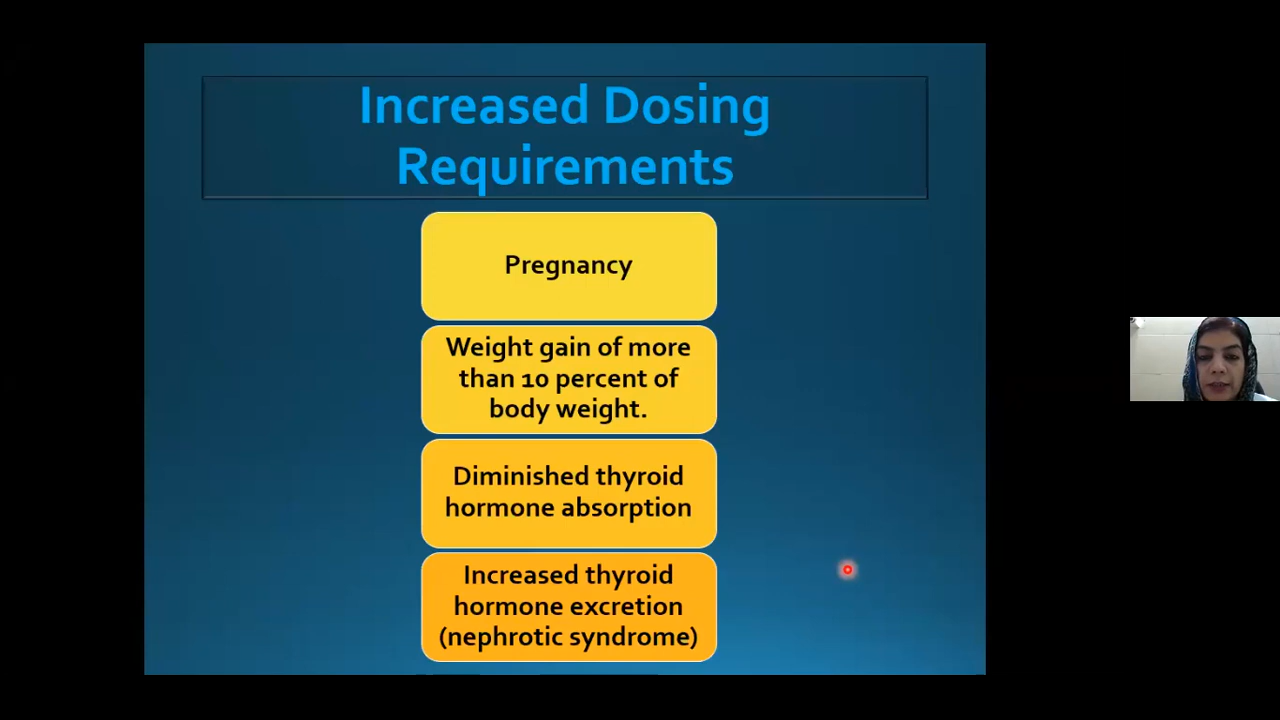 Increased Dosing
Requirements
Pregnancy
Weight gain of more
than 10 percent of
body weight.
Diminished thyroid
hormone absorption
Increased thyroid
hormone excretion
(nephrotic syndrome)